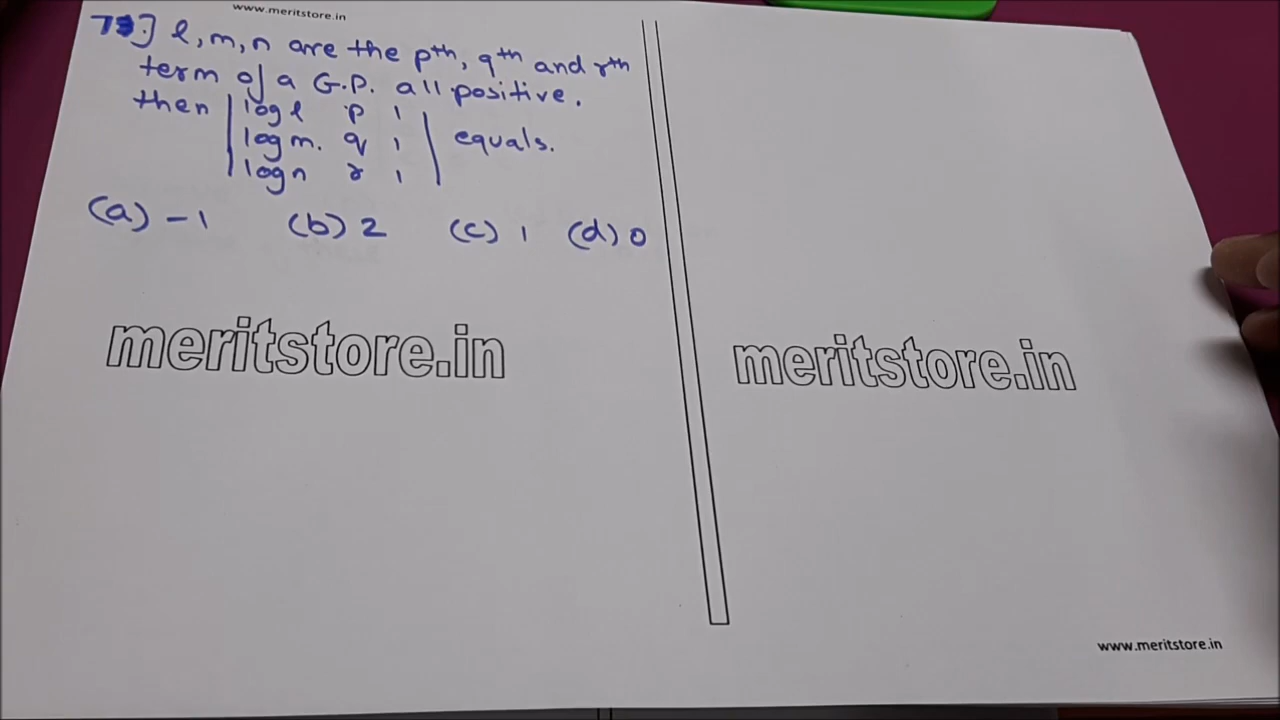 www.meritstore.in
l, m, n are the pth, qth and rth
term of a G.P. all positive.
then | log l p 1 |
| log m. q 1 | equals.
| log n r 1 |
(a) -1 (b) 2 (c) 1 (d) 0
meritstore.in
meritstore.in
www.meritstore.in